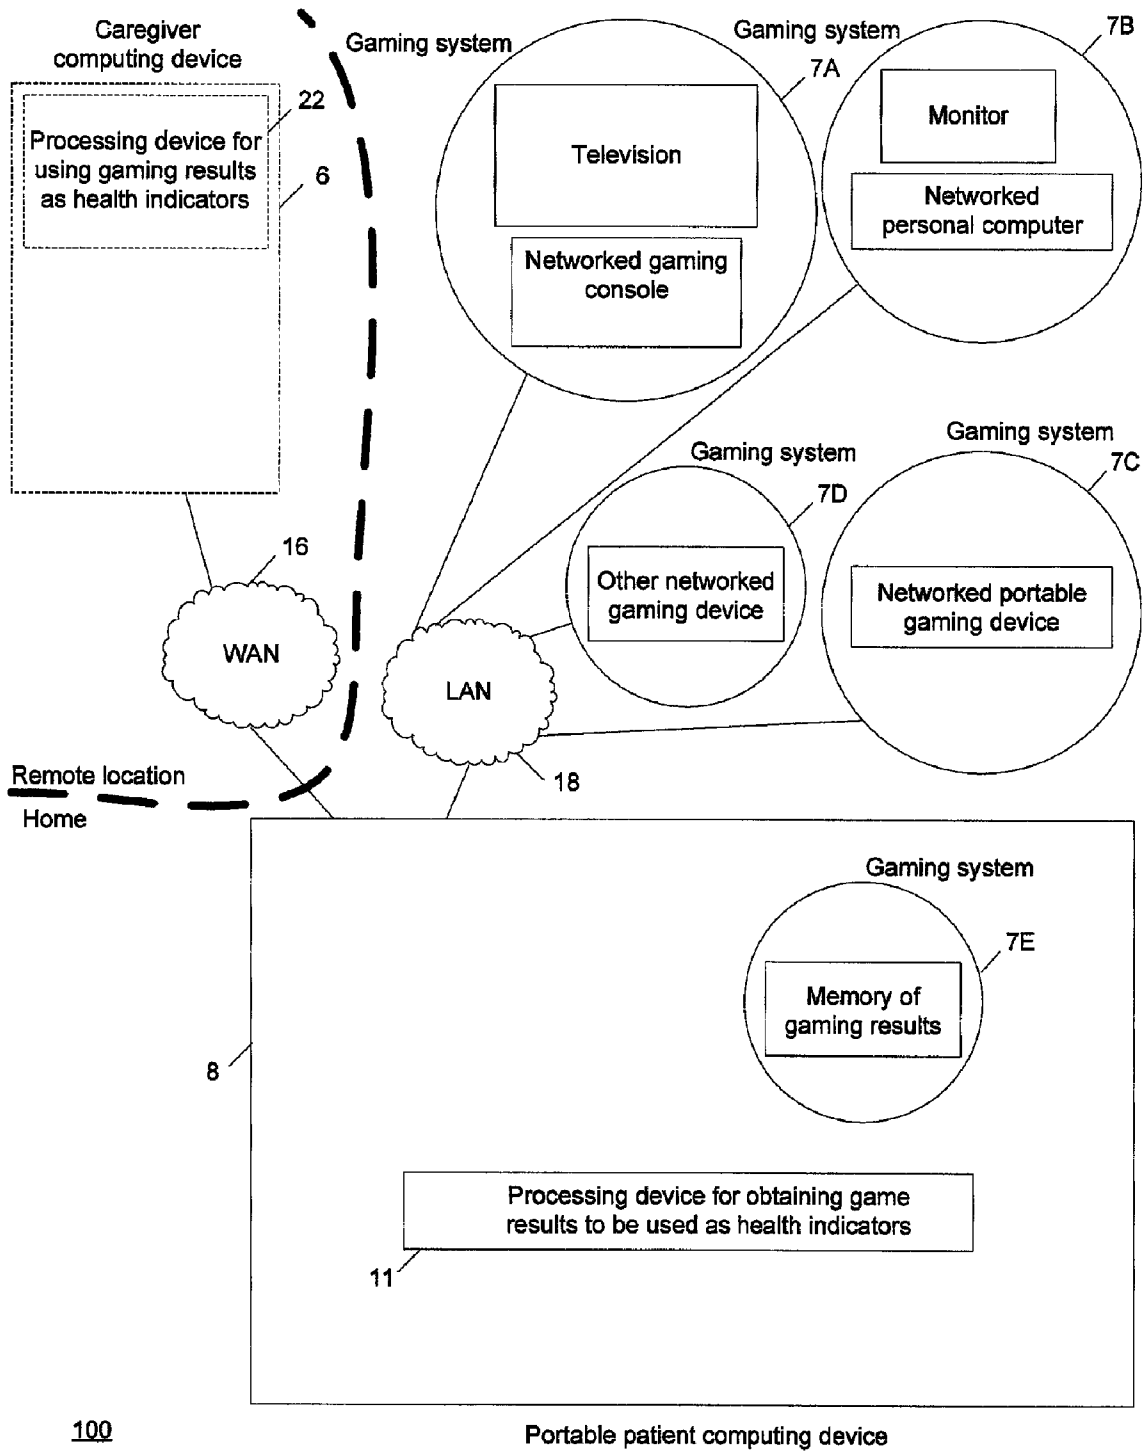 Caregiver
computing device
22
Processing device for
using gaming results
as health indicators
6
Gaming system
7A
Television
Networked gaming
console
Gaming system
7B
Monitor
Networked
personal computer
Gaming system
7D
Other networked
gaming device
Gaming system
7C
Networked portable
gaming device
16
WAN
LAN
18
Remote location
Home
Gaming system
7E
Memory of
gaming results
8
Processing device for obtaining game
results to be used as health indicators
11
100
Portable patient computing device